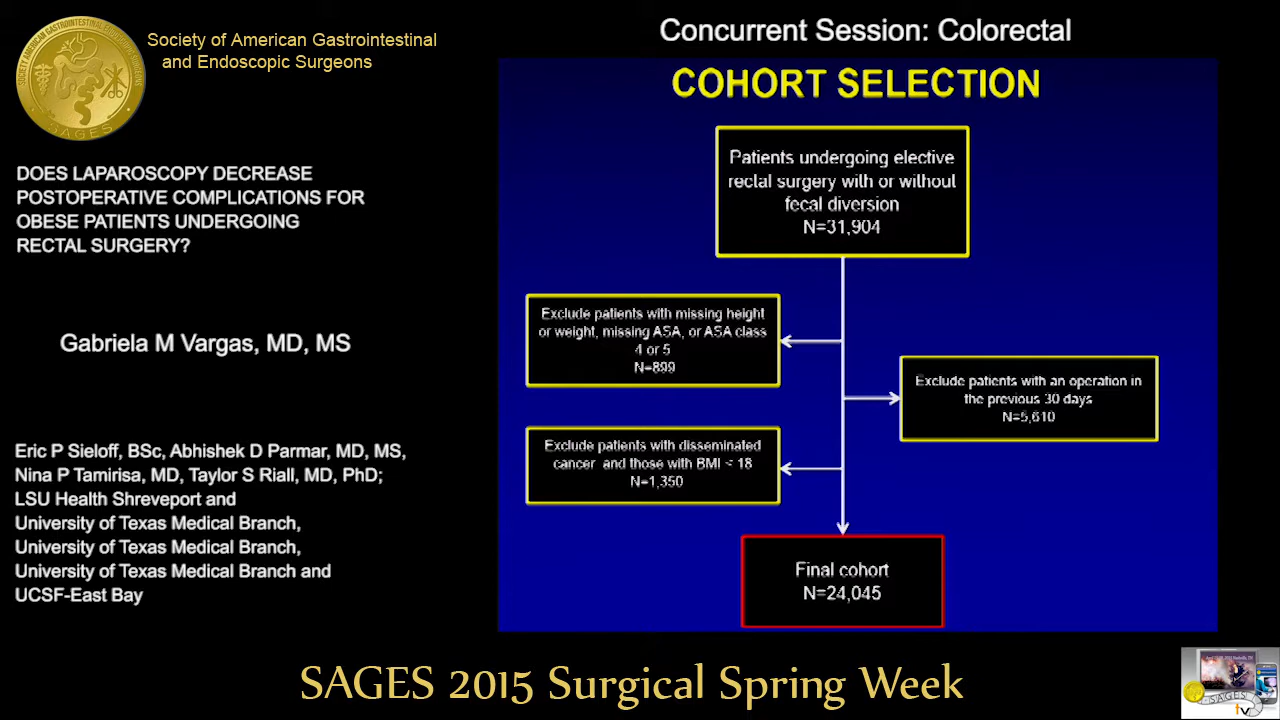 Society of American Gastrointestinal
and Endoscopic Surgeons
SAGES
DOES LAPAROSCOPY DECREASE
POSTOPERATIVE COMPLICATIONS FOR
OBESE PATIENTS UNDERGOING
RECTAL SURGERY?
Gabriela M Vargas, MD, MS
Eric P Sieloff, BSc, Abhishek D Parmar, MD, MS,
Nina P Tamirisa, MD, Taylor S Riall, MD, PhD;
LSU Health Shreveport and
University of Texas Medical Branch,
University of Texas Medical Branch,
University of Texas Medical Branch and
UCSF-East Bay
Concurrent Session: Colorectal
COHORT SELECTION
Patients undergoing elective
rectal surgery with or without
fecal diversion
N=31,904
Exclude patients with missing height
or weight, missing ASA, or ASA class
4 or 5
N=899
Exclude patients with an operation in
the previous 30 days
N=5,610
Exclude patients with disseminated
cancer and those with BMI < 18
N=1,350
Final cohort
N=24,045
SAGES 2015 Surgical Spring Week
SAGES
tv